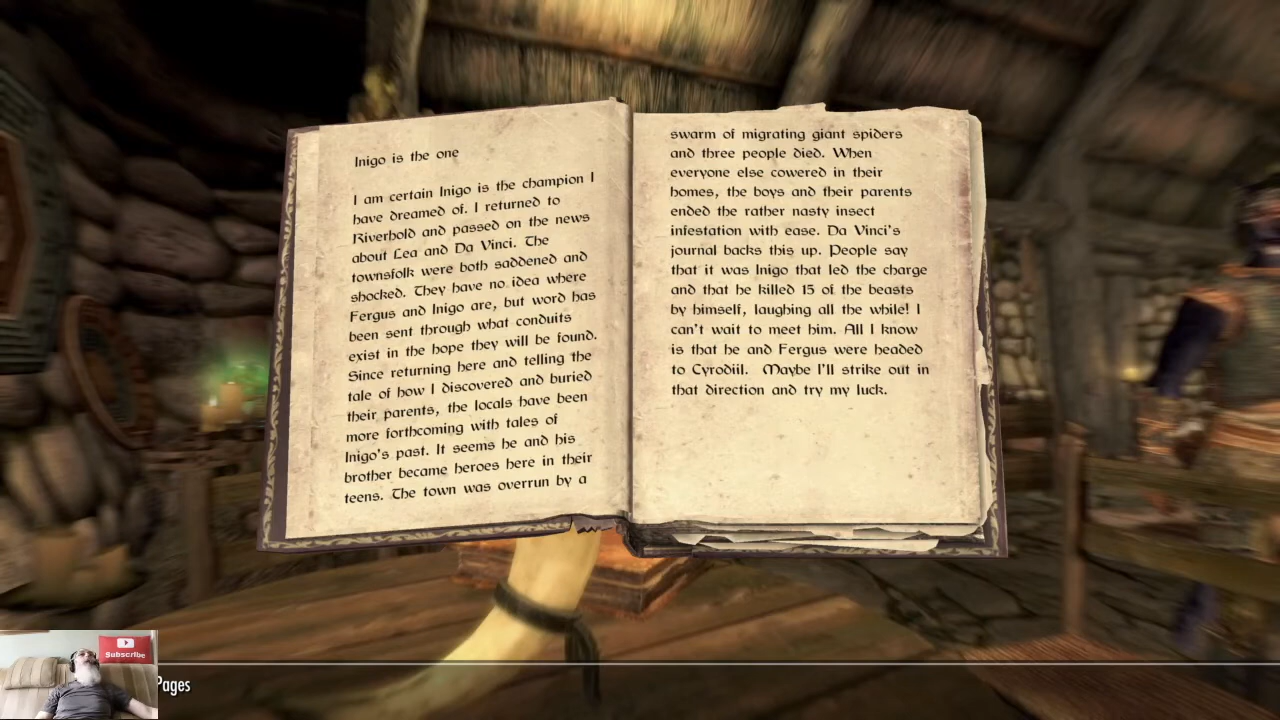 Inigo is the one
I am certain Inigo is the champion I
have dreamed of. I returned to
Riverhold and passed on the news
about Lea and Da Vinci. The
townsfolk were both saddened and
shocked. They have no idea where
Fergus and Inigo are, but word has
been sent through what conduits
exist in the hope they will be found.
Since returning here and telling the
tale of how I discovered and buried
their parents, the locals have been
more forthcoming with tales of
Inigo's past. It seems he and his
brother became heroes here in their
teens. The town was overrun by a
swarm of migrating giant spiders
and three people died. When
everyone else cowered in their
homes, the boys and their parents
ended the rather nasty insect
infestation with ease. Da Vinci's
journal backs this up. People say
that it was Inigo that led the charge
and that he killed 15 of the beasts
by himself, laughing all the while! I
can't wait to meet him. All I know
is that he and Fergus were headed
to Cyrodiil. Maybe I'll strike out in
that direction and try my luck.
Subscribe
Pages